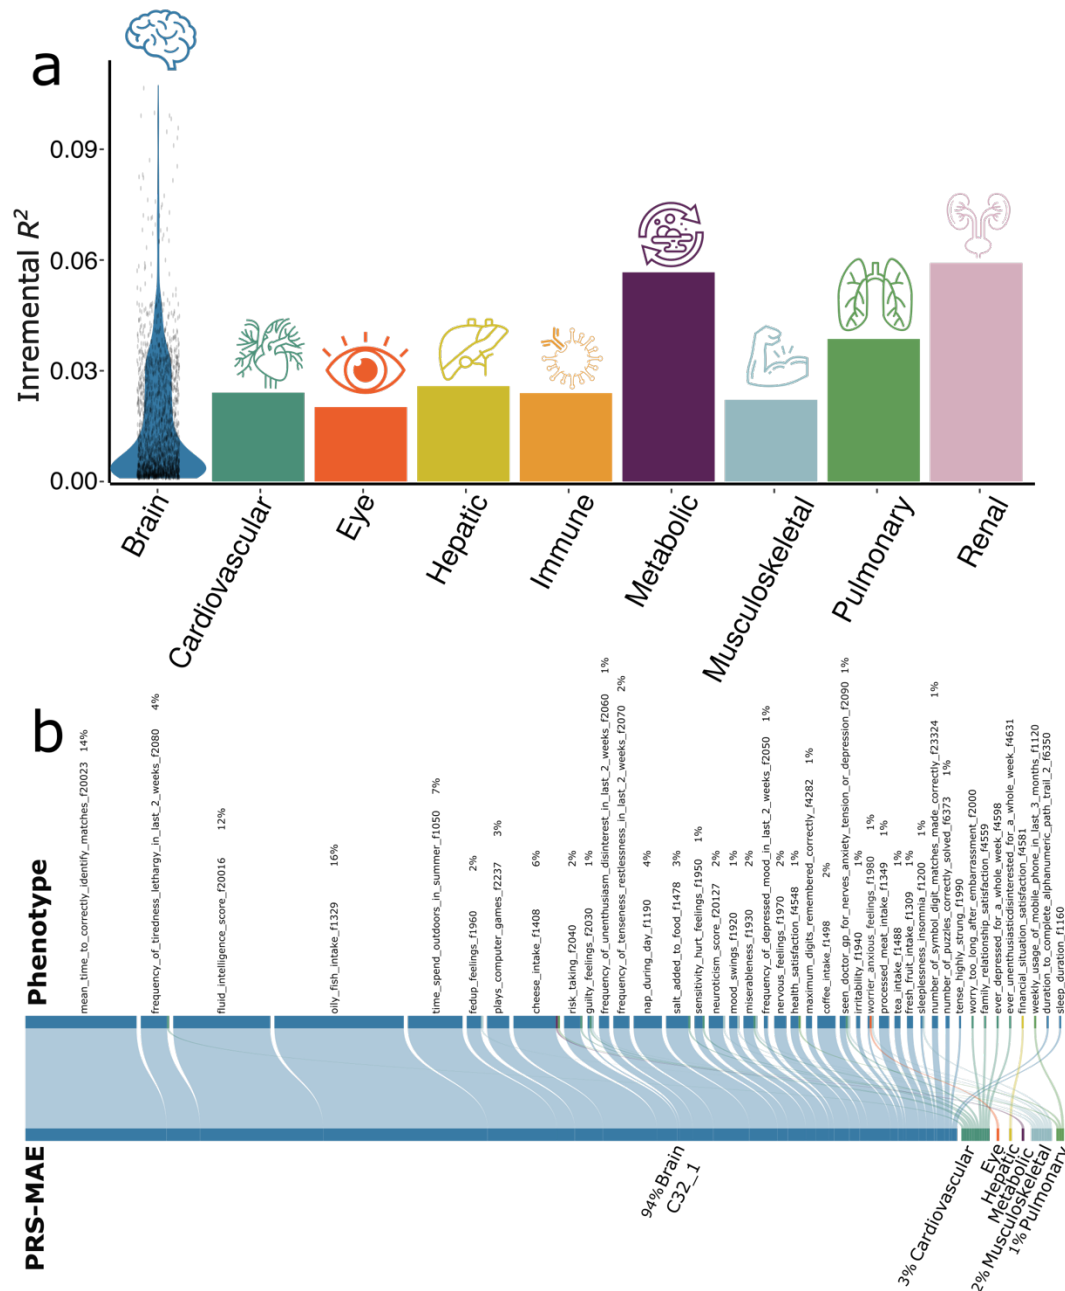 a
Inremental R²
0.09
0.06
0.03
0.00
Brain
Cardiovascular
Eye
Hepatic
Immune
Metabolic
Musculoskeletal
Pulmonary
Renal
b
Phenotype
mean_time_to_correctly_identify_matches_f20023 14%
frequency_of_tiredness_lethargy_in_last_2_weeks_f2080 4%
fluid_intelligence_score_f20016 12%
oily_fish_intake_f1329 16%
time_spend_outdoors_in_summer_f1050 7%
fedup_feelings_f1960 2%
plays_computer_games_f2237 3%
cheese_intake_f1408 6%
risk_taking_f2040 2%
guilty_feelings_f2030 1%
frequency_of_unenthusiasm_disinterest_in_last_2_weeks_f2060 1%
frequency_of_tenseness_restlessness_in_last_2_weeks_f2070 2%
nap_during_day_f1190 4%
salt_added_to_food_f1478 3%
sensitivity_hurt_feelings_f1950 1%
neuroticism_score_f20127 2%
mood_swings_f1920 1%
miserableness_f1930 2%
frequency_of_depressed_mood_in_last_2_weeks_f2050 1%
nervous_feelings_f1970 2%
health_satisfaction_f4548 1%
maximum_digits_remembered_correctly_f4282 1%
coffee_intake_f1498 2%
seen_doctor_gp_for_nerves_anxiety_tension_or_depression_f2090 1%
irritability_f1940 1%
worrier_anxious_feelings_f1980 1%
processed_meat_intake_f1349 1%
tea_intake_f1488 1%
fresh_fruit_intake_f1309 1%
sleeplessness_insomnia_f1200 1%
number_of_symbol_digit_matches_made_correctly_f23324 1%
number_of_puzzles_correctly_solved_f6373 1%
tense_highly_strung_f1990
worry_too_long_after_embarrassment_f2000
family_relationship_satisfaction_f4559
ever_depressed_for_a_whole_week_f4598
ever_unenthusiasticdisinterested_for_a_whole_week_f4631
financial_situation_satisfaction_f4581
weekly_usage_of_mobile_phone_in_last_3_months_f1120
duration_to_complete_alphanumeric_path_trail_2_f6350
sleep_duration_f1160
PRS-MAE
94% Brain
C32_1
3% Cardiovascular
Eye
Hepatic
Metabolic
2% Musculoskeletal
1% Pulmonary